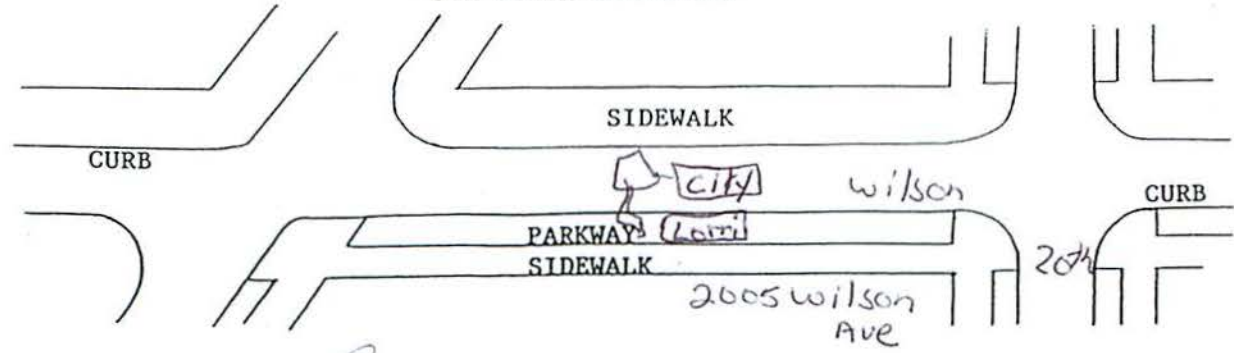 SIDEWALK
CURB
City
wilson
CURB
PARKWAY
Lorri
SIDEWALK
20th
2005 wilson
Ave